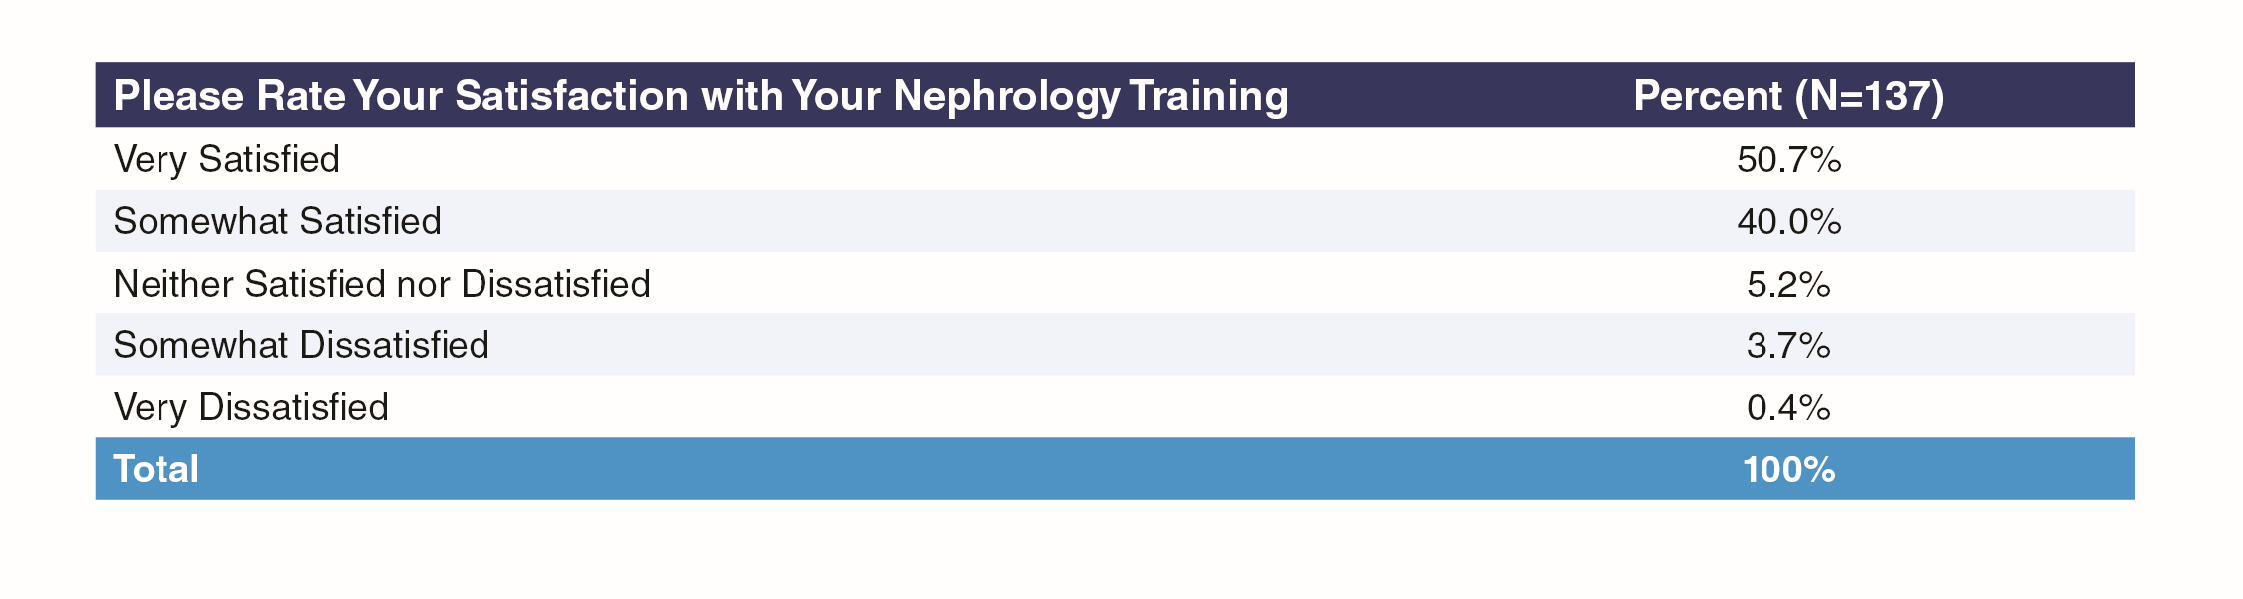 Please Rate Your Satisfaction with Your Nephrology Training Percent (N=137)
Very Satisfied 50.7%
Somewhat Satisfied 40.0%
Neither Satisfied nor Dissatisfied 5.2%
Somewhat Dissatisfied 3.7%
Very Dissatisfied 0.4%
Total 100%